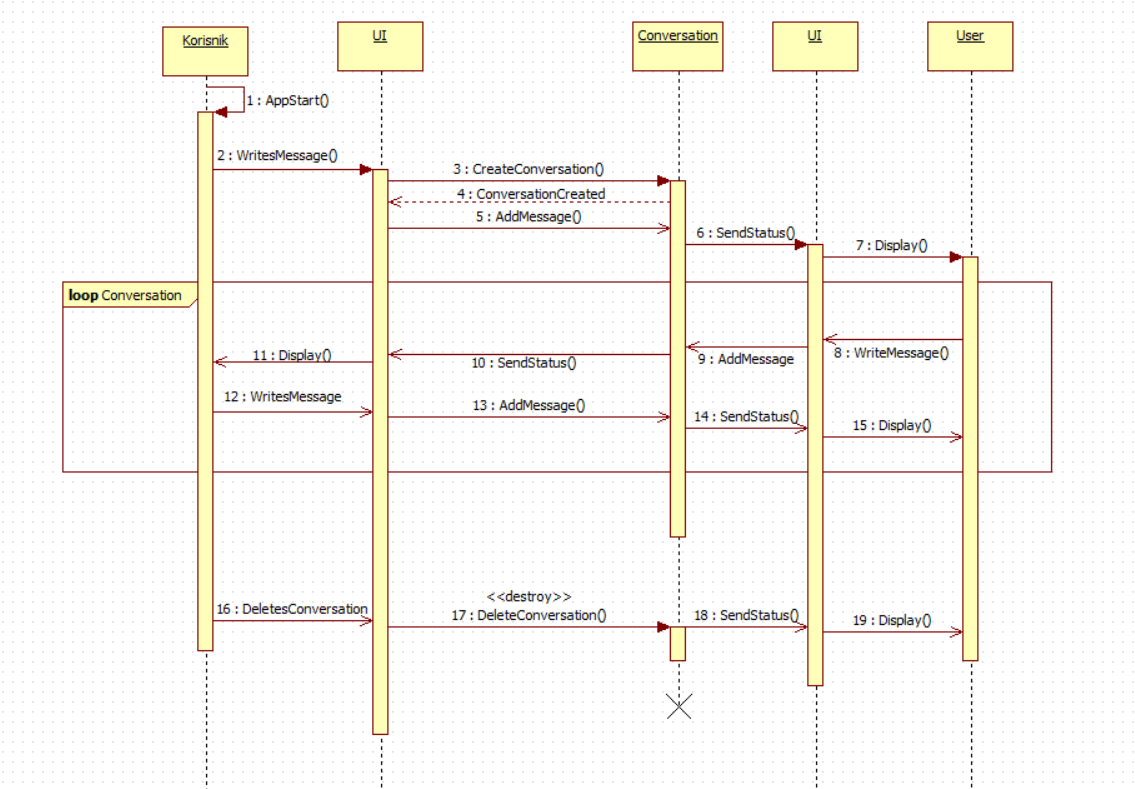 Korisnik
UI
Conversation
UI
User
1 : AppStart()
2 : WritesMessage()
3 : CreateConversation()
4 : ConversationCreated
5 : AddMessage()
6 : SendStatus()
7 : Display()
loop Conversation
8 : WriteMessage()
9 : AddMessage
10 : SendStatus()
11 : Display()
12 : WritesMessage
13 : AddMessage()
14 : SendStatus()
15 : Display()
16 : DeletesConversation
<<destroy>>
17 : DeleteConversation()
18 : SendStatus()
19 : Display()